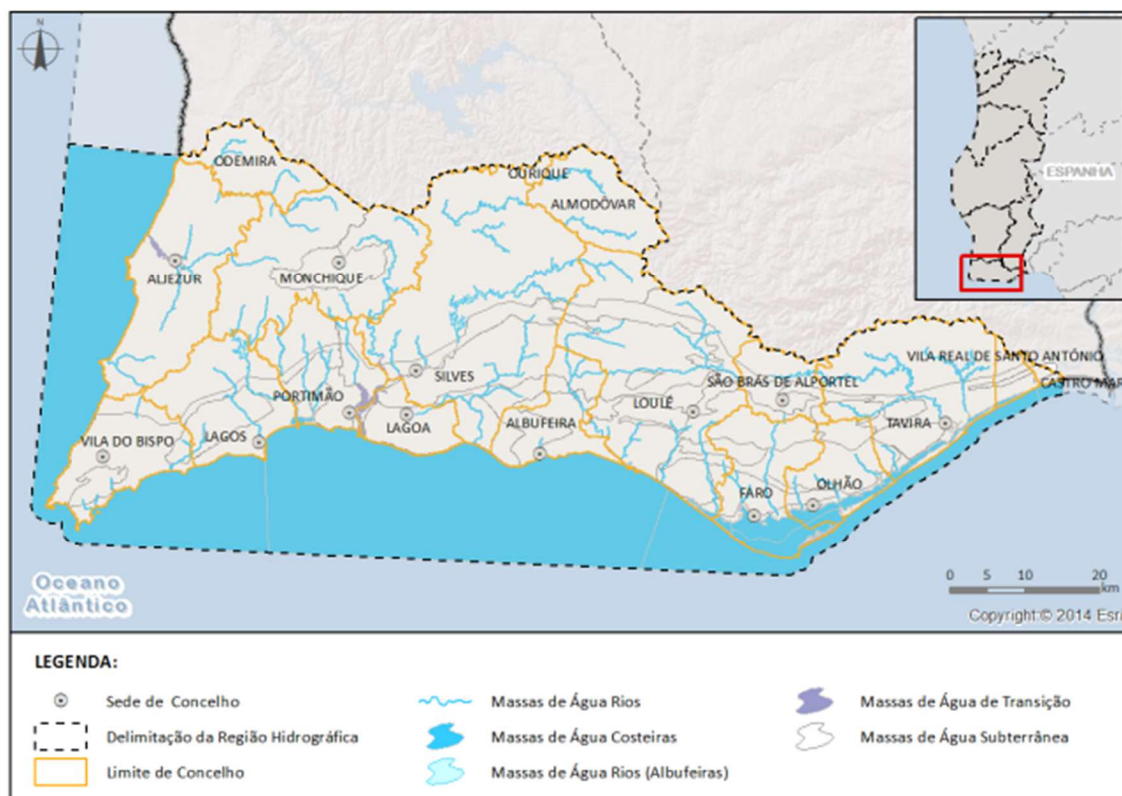 N
ODEMIRA
OURIQUE
ALMODÔVAR
ESPANHA
ALJEZUR
MONCHIQUE
VILA REAL DE SANTO ANTÓNIO
CASTRO MAR
SILVES
SÃO BRÁS DE ALPORTEL
PORTIMÃO
LOULÉ
LAGOA
ALBUFEIRA
TAVIRA
VILA DO BISPO
LAGOS
OLHÃO
FARO
Oceano
Atlântico
0 5 10 20
km
Copyright:© 2014 Esri
LEGENDA:
Sede de Concelho
Massas de Água Rios
Massas de Água de Transição
Delimitação da Região Hidrográfica
Massas de Água Costeiras
Massas de Água Subterrânea
Limite de Concelho
Massas de Água Rios (Albufeiras)